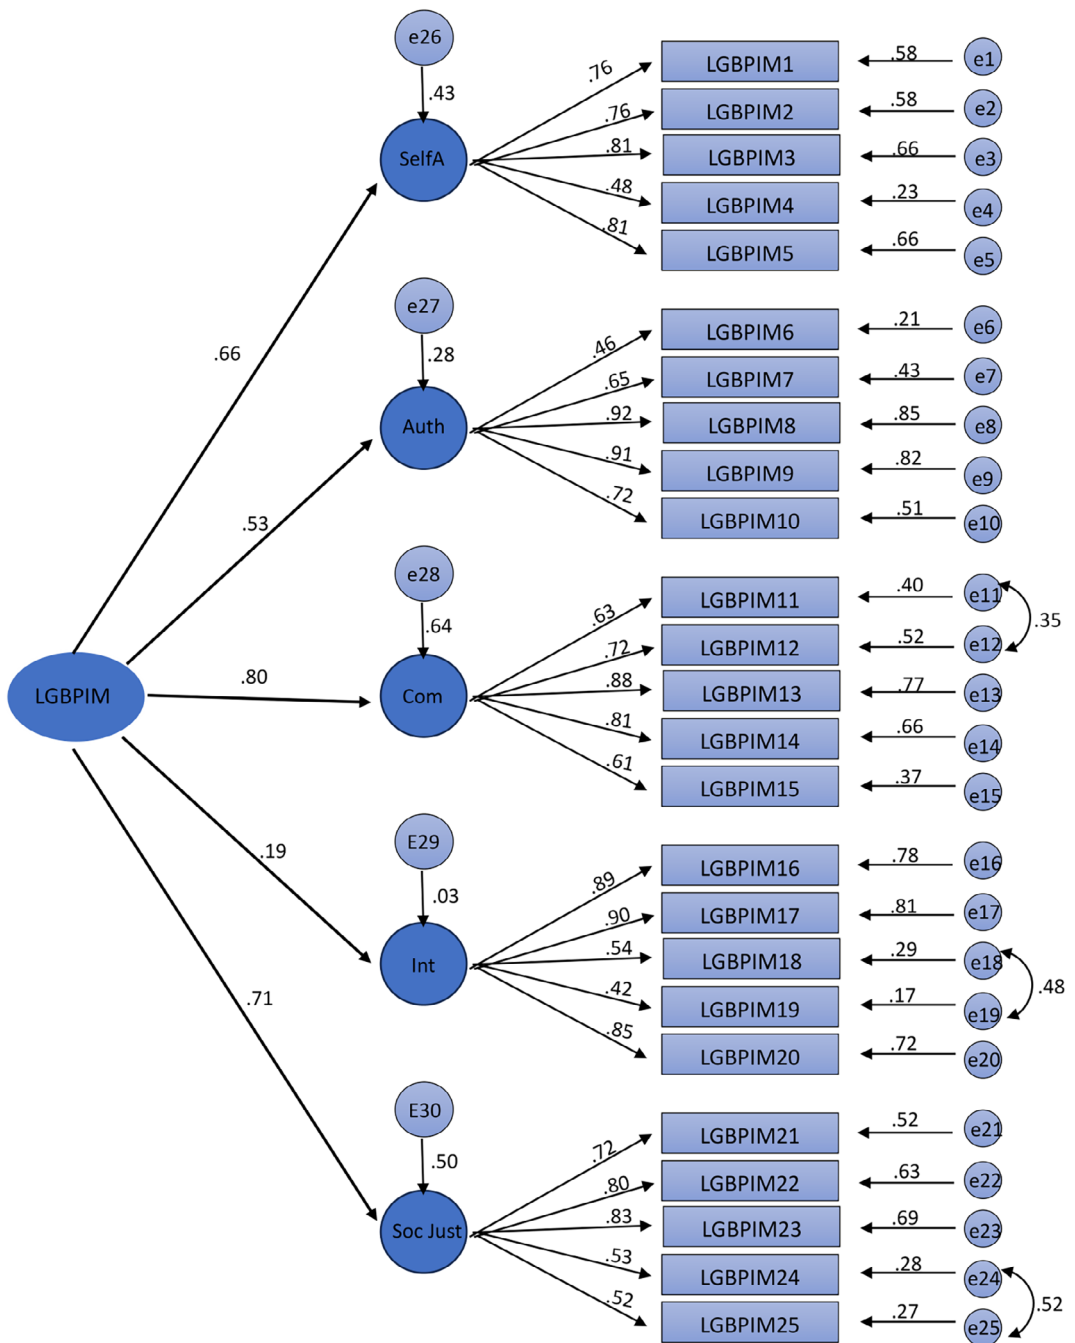 e26
.43
SelfA
.76
.76
.81
.48
.81
LGBPIM1
LGBPIM2
LGBPIM3
LGBPIM4
LGBPIM5
.58
.58
.66
.23
.66
e1
e2
e3
e4
e5
.66
e27
.28
Auth
.46
.65
.92
.91
.72
LGBPIM6
LGBPIM7
LGBPIM8
LGBPIM9
LGBPIM10
.21
.43
.85
.82
.51
e6
e7
e8
e9
e10
.53
e28
.64
Com
.63
.72
.88
.81
.61
LGBPIM11
LGBPIM12
LGBPIM13
LGBPIM14
LGBPIM15
.40
.52
.77
.66
.37
e11
e12
e13
e14
e15
.35
LGBPIM
.80
.19
E29
.03
Int
.89
.90
.54
.42
.85
LGBPIM16
LGBPIM17
LGBPIM18
LGBPIM19
LGBPIM20
.78
.81
.29
.17
.72
e16
e17
e18
e19
e20
.48
.71
E30
.50
Soc Just
.72
.80
.83
.53
.52
LGBPIM21
LGBPIM22
LGBPIM23
LGBPIM24
LGBPIM25
.52
.63
.69
.28
.27
e21
e22
e23
e24
e25
.52